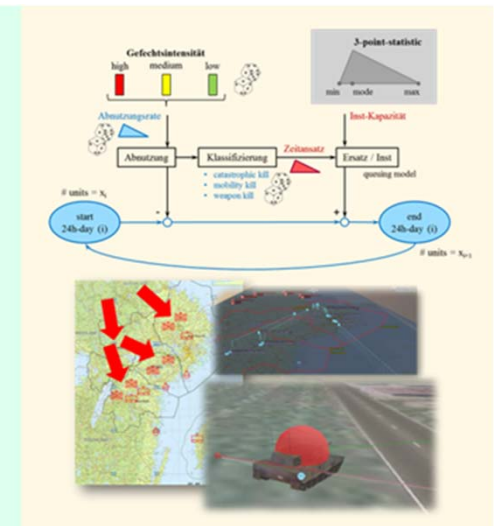 Gefechtsintensität
high medium low
3-point-statistic
min mode max
Abnutzungsrate
Inst-Kapazität
Zeitansatz
Abnutzung
Klassifizierung
Ersatz / Inst
• catastrophic kill
• mobility kill
• weapon kill
queuing model
# units = xᵢ
start
24h-day (i)
-
+
end
24h-day (i)
# units = xᵢ₊₁